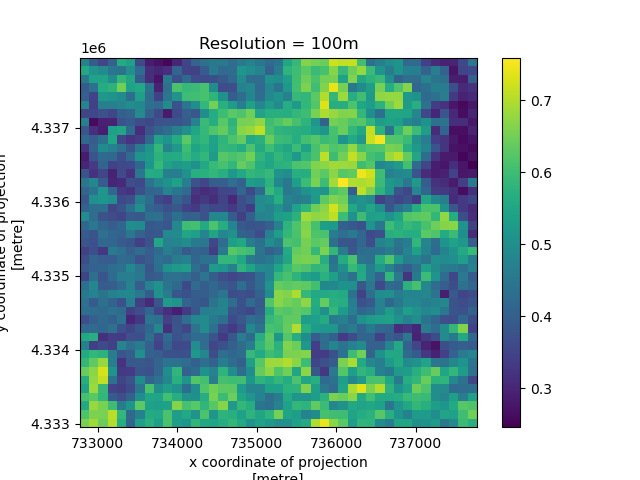 Resolution = 100m
1e6
4.337
4.336
4.335
4.334
4.333
y coordinate of projection
[metre]
733000 734000 735000 736000 737000
x coordinate of projection
[metre]
0.7
0.6
0.5
0.4
0.3